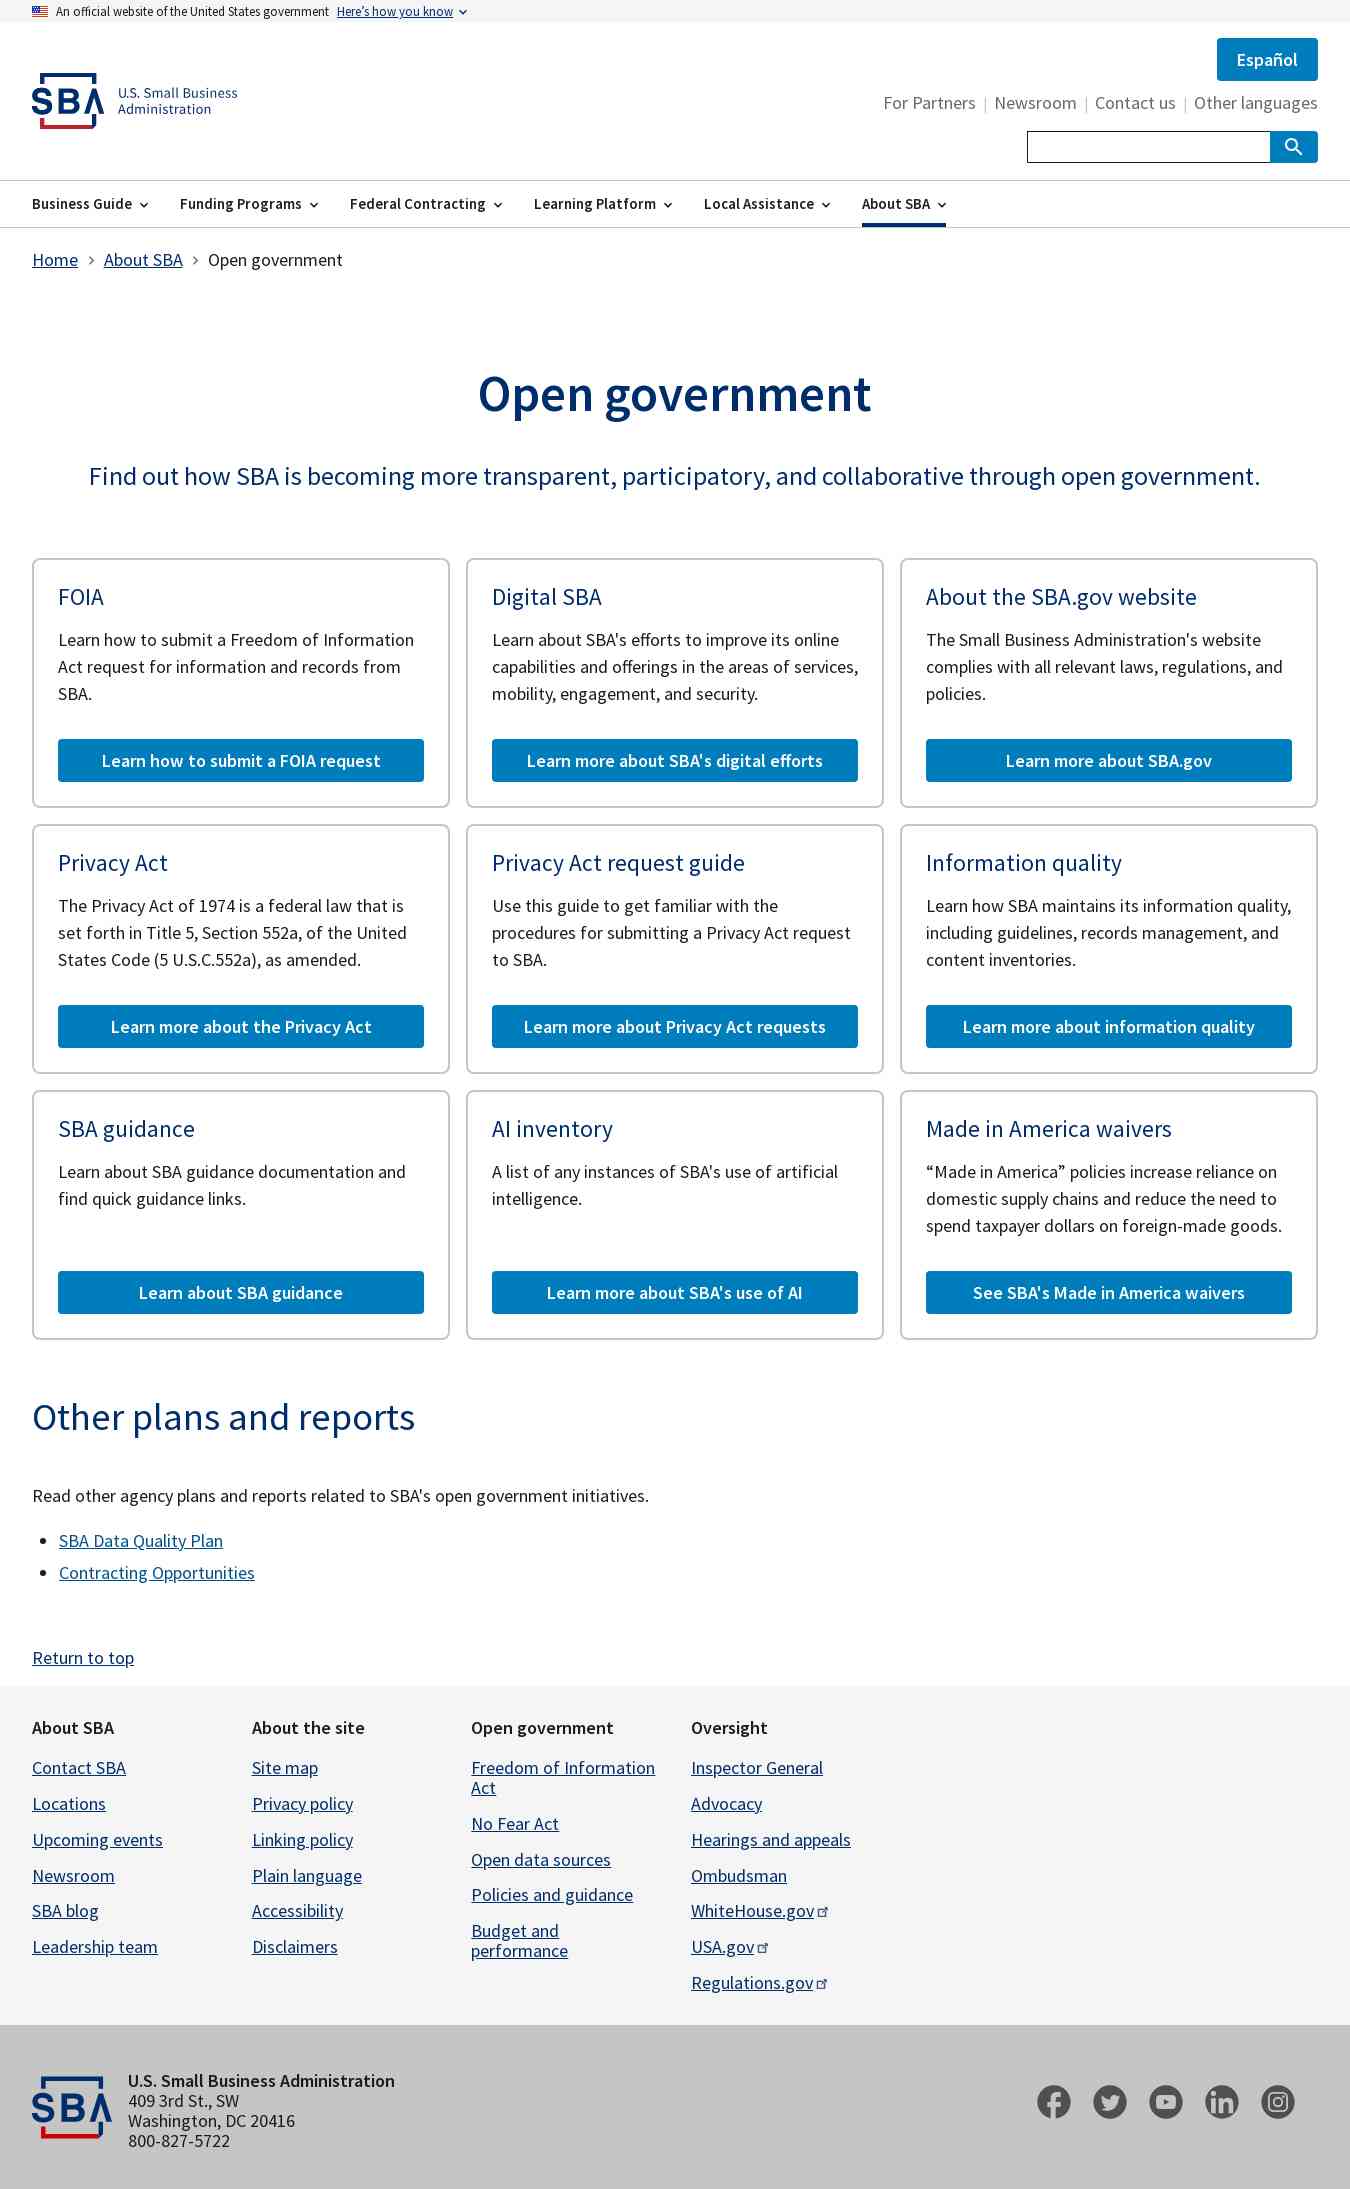 An official website of the United States government Here's how you know
SBA U.S. Small Business
Administration
Español
For Partners | Newsroom | Contact us | Other languages
Business Guide Funding Programs Federal Contracting Learning Platform Local Assistance About SBA
Home > About SBA > Open government
Open government
Find out how SBA is becoming more transparent, participatory, and collaborative through open government.
FOIA
Learn how to submit a Freedom of Information
Act request for information and records from
SBA.
Learn how to submit a FOIA request
Digital SBA
Learn about SBA's efforts to improve its online
capabilities and offerings in the areas of services,
mobility, engagement, and security.
Learn more about SBA's digital efforts
About the SBA.gov website
The Small Business Administration's website
complies with all relevant laws, regulations, and
policies.
Learn more about SBA.gov
Privacy Act
The Privacy Act of 1974 is a federal law that is
set forth in Title 5, Section 552a, of the United
States Code (5 U.S.C.552a), as amended.
Learn more about the Privacy Act
Privacy Act request guide
Use this guide to get familiar with the
procedures for submitting a Privacy Act request
to SBA.
Learn more about Privacy Act requests
Information quality
Learn how SBA maintains its information quality,
including guidelines, records management, and
content inventories.
Learn more about information quality
SBA guidance
Learn about SBA guidance documentation and
find quick guidance links.
Learn about SBA guidance
AI inventory
A list of any instances of SBA's use of artificial
intelligence.
Learn more about SBA's use of AI
Made in America waivers
“Made in America” policies increase reliance on
domestic supply chains and reduce the need to
spend taxpayer dollars on foreign-made goods.
See SBA's Made in America waivers
Other plans and reports
Read other agency plans and reports related to SBA's open government initiatives.
• SBA Data Quality Plan
• Contracting Opportunities
Return to top
About SBA
Contact SBA
Locations
Upcoming events
Newsroom
SBA blog
Leadership team
About the site
Site map
Privacy policy
Linking policy
Plain language
Accessibility
Disclaimers
Open government
Freedom of Information
Act
No Fear Act
Open data sources
Policies and guidance
Budget and
performance
Oversight
Inspector General
Advocacy
Hearings and appeals
Ombudsman
WhiteHouse.gov
USA.gov
Regulations.gov
SBA
U.S. Small Business Administration
409 3rd St., SW
Washington, DC 20416
800-827-5722